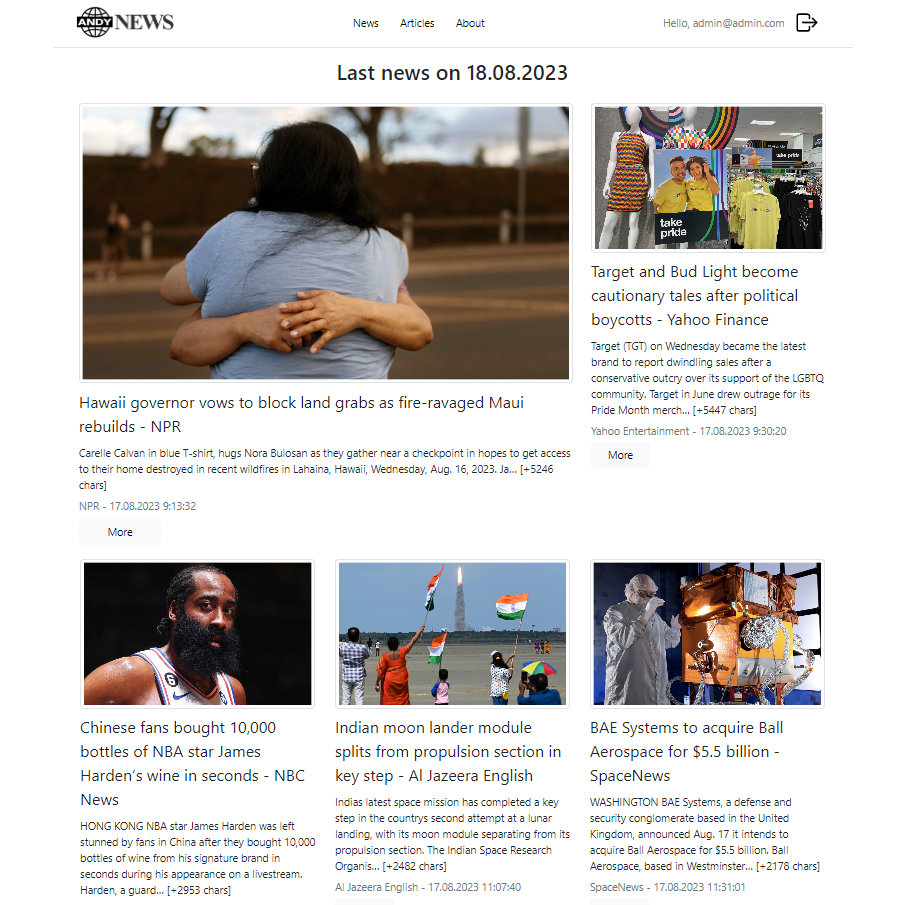 ANDY NEWS
News Articles About
Hello, admin@admin.com
Last news on 18.08.2023
take pride
take
pride
Hawaii governor vows to block land grabs as fire-ravaged Maui
rebuilds - NPR
Carelle Calvan in blue T-shirt, hugs Nora Bulosan as they gather near a checkpoint in hopes to get access
to their home destroyed in recent wildfires in Lahaina, Hawaii, Wednesday, Aug. 16, 2023. Ja... [+5246
chars]
NPR - 17.08.2023 9:13:32
More
Target and Bud Light become
cautionary tales after political
boycotts - Yahoo Finance
Target (TGT) on Wednesday became the latest
brand to report dwindling sales after a
conservative outcry over its support of the LGBTQ
community. Target in June drew outrage for its
Pride Month merch... [+5447 chars]
Yahoo Entertainment - 17.08.2023 9:30:20
More
6
Chinese fans bought 10,000
bottles of NBA star James
Harden’s wine in seconds - NBC
News
HONG KONG NBA star James Harden was left
stunned by fans in China after they bought 10,000
bottles of wine from his signature brand in
seconds during his appearance on a livestream.
Harden, a guard... [+2953 chars]
Indian moon lander module
splits from propulsion section in
key step - Al Jazeera English
Indias latest space mission has completed a key
step in the countrys second attempt at a lunar
landing, with its moon module separating from its
propulsion section. The Indian Space Research
Organis... [+2482 chars]
Al Jazeera English - 17.08.2023 11:07:40
BAE Systems to acquire Ball
Aerospace for $5.5 billion -
SpaceNews
WASHINGTON BAE Systems, a defense and
security conglomerate based in the United
Kingdom, announced Aug. 17 it intends to
acquire Ball Aerospace for $5.5 billion. Ball
Aerospace, based in Westminster... [+2178 chars]
SpaceNews - 17.08.2023 11:31:01